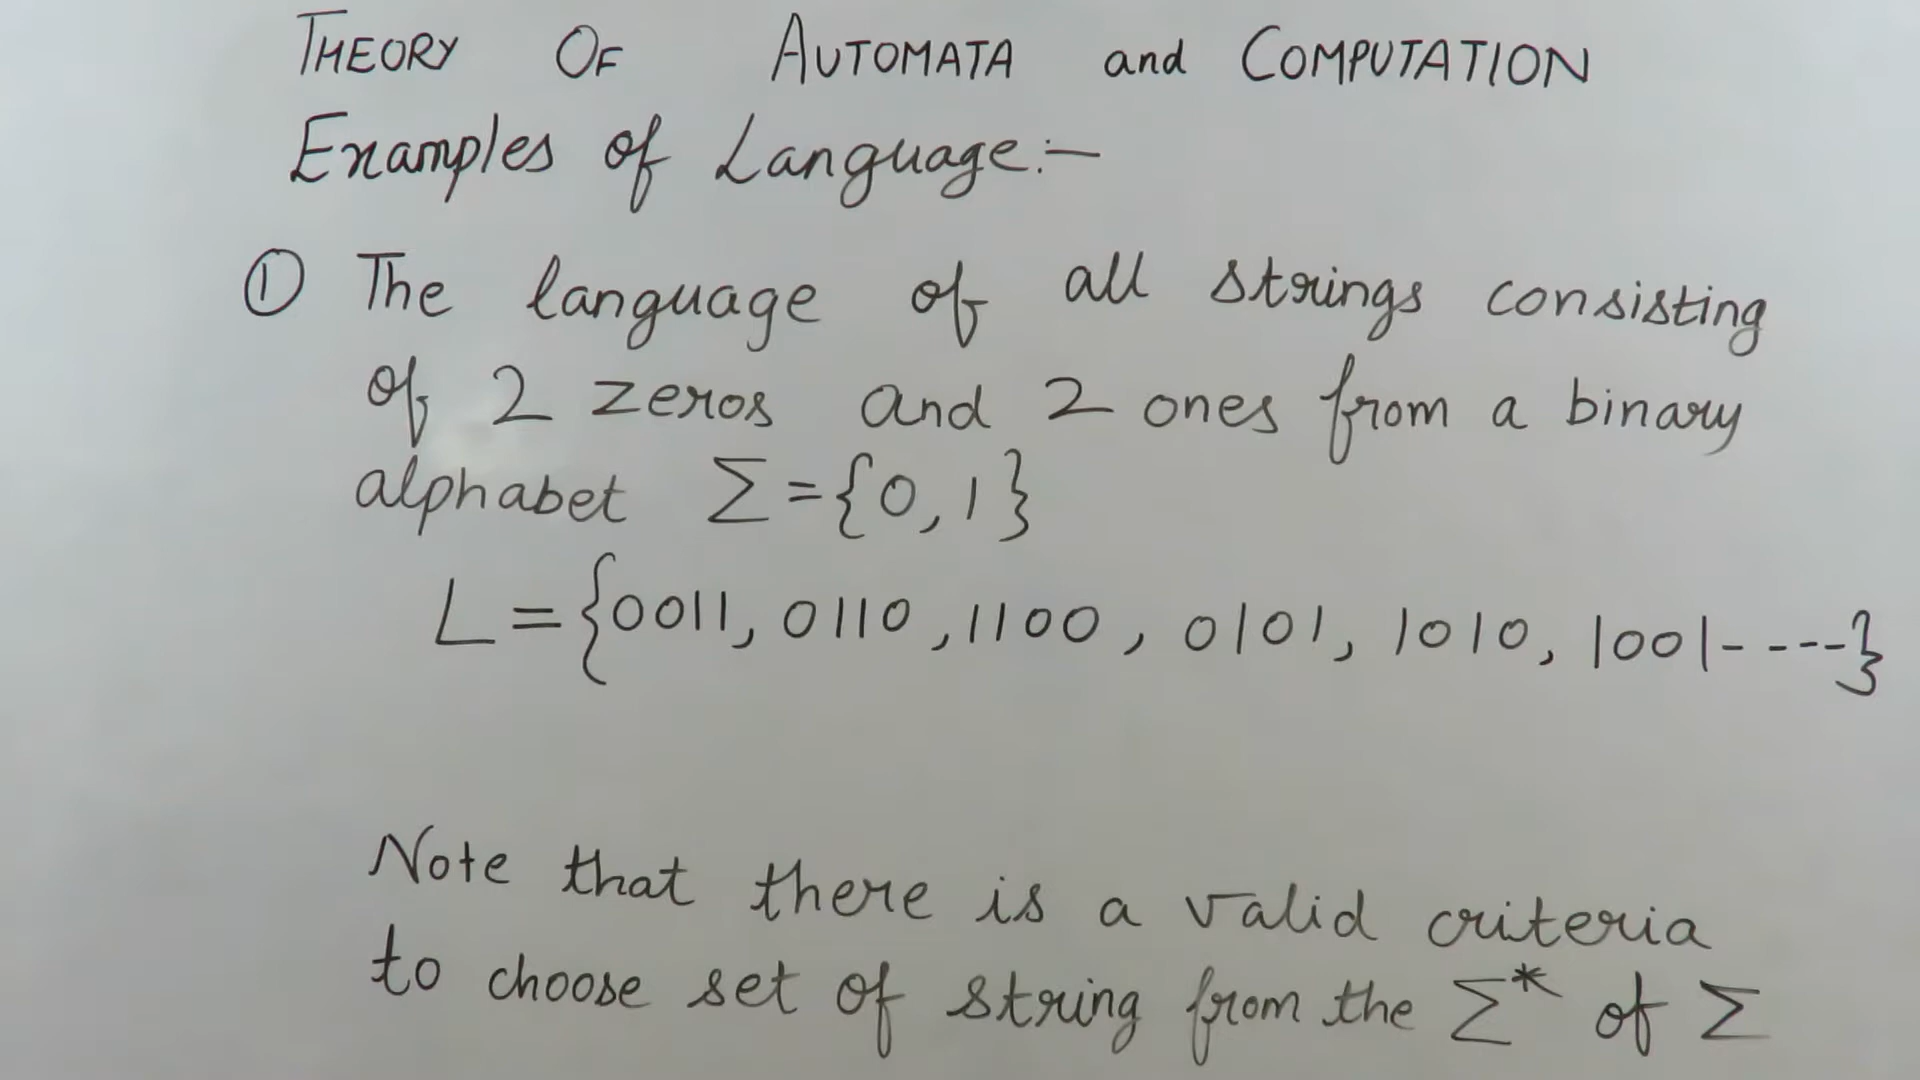 THEORY OF AUTOMATA and COMPUTATION
Examples of Language:-
① The language of all strings consisting
of 2 zeros and 2 ones from a binary
alphabet Σ={0,1}
L={0011, 0110, 1100, 0101, 1010, 1001-----}
Note that there is a valid criteria
to choose set of string from the Σ* of Σ